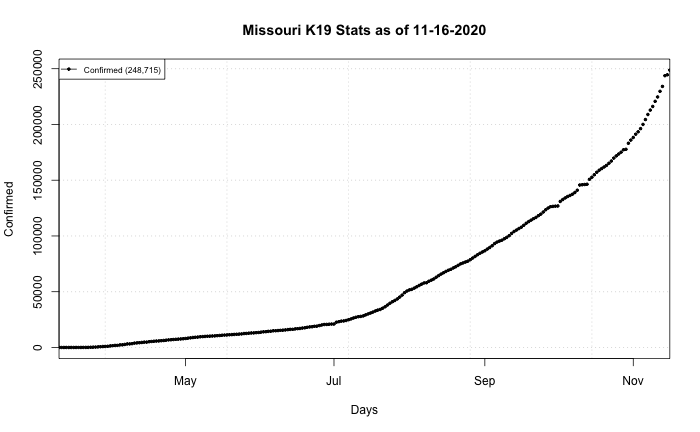 Missouri K19 Stats as of 11-16-2020
Confirmed (248,715)
250000
200000
150000
100000
50000
0
Confirmed
May Jul Sep Nov
Days